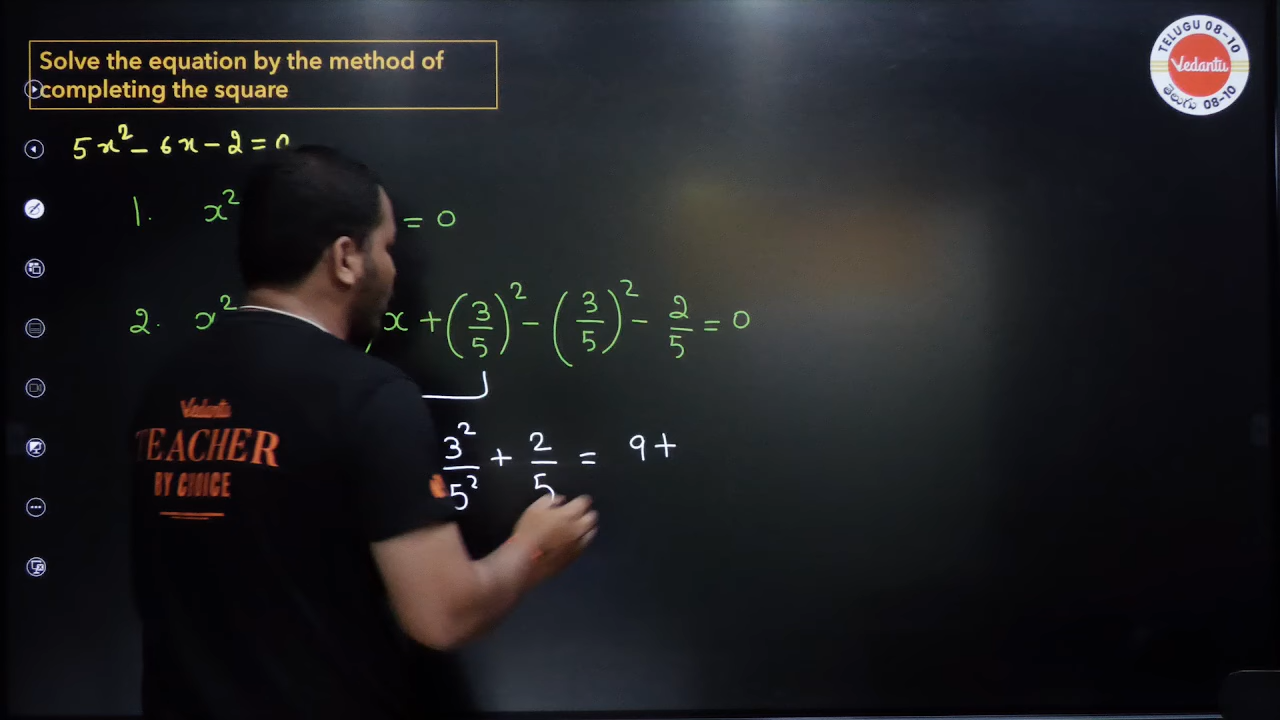 Solve the equation by the method of
completing the square
TELUGU 08-10
Vedantu
తెలుగు 08-10
5x² - 6x - 2 = 0
1. x² = 0
2. x² x + (3/5)² - (3/5)² - 2/5 = 0
3²/5² + 2/5 = 9 +
Vedantu
TEACHER
BY CHOICE